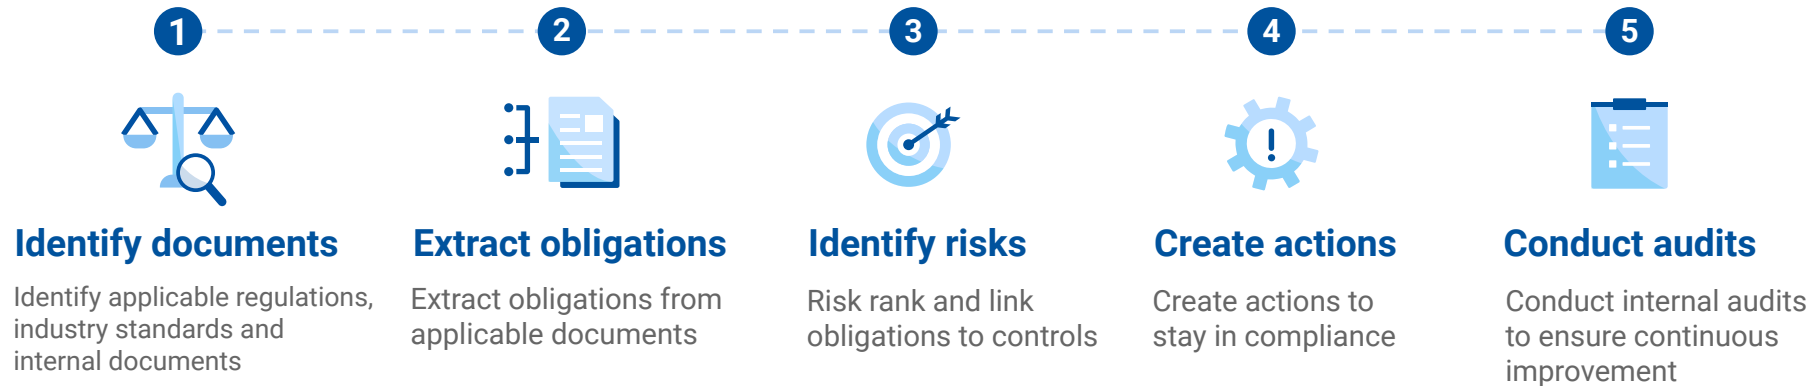 1
2
3
4
5
Identify documents
Identify applicable regulations,
industry standards and
internal documents
Extract obligations
Extract obligations from
applicable documents
Identify risks
Risk rank and link
obligations to controls
Create actions
Create actions to
stay in compliance
Conduct audits
Conduct internal audits
to ensure continuous
improvement